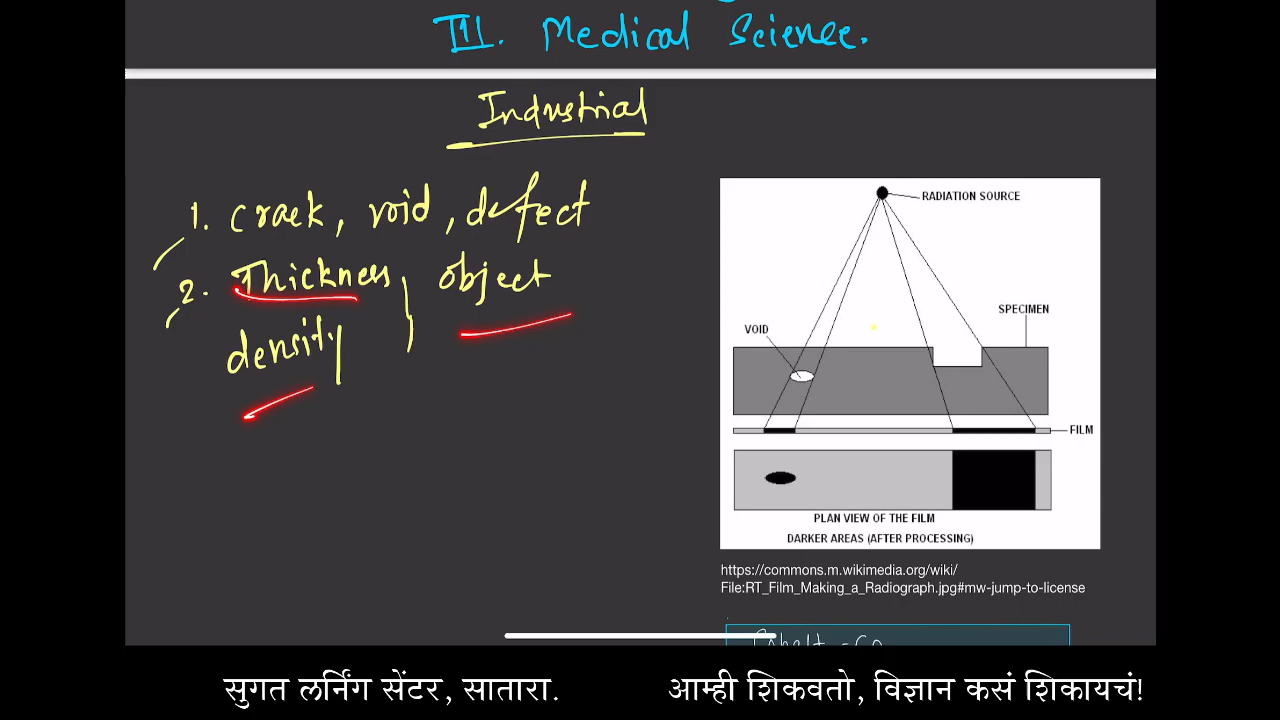 III. Medical Science.
Industrial
1. Crack, void, defect
2. Thickness, object
density
RADIATION SOURCE
SPECIMEN
VOID
FILM
PLAN VIEW OF THE FILM
DARKER AREAS (AFTER PROCESSING)
https://commons.m.wikimedia.org/wiki/
File:RT_Film_Making_a_Radiograph.jpg#mw-jump-to-license
सुगत लर्निंग सेंटर, सातारा.
आम्ही शिकवतो, विज्ञान कसं शिकायचं!